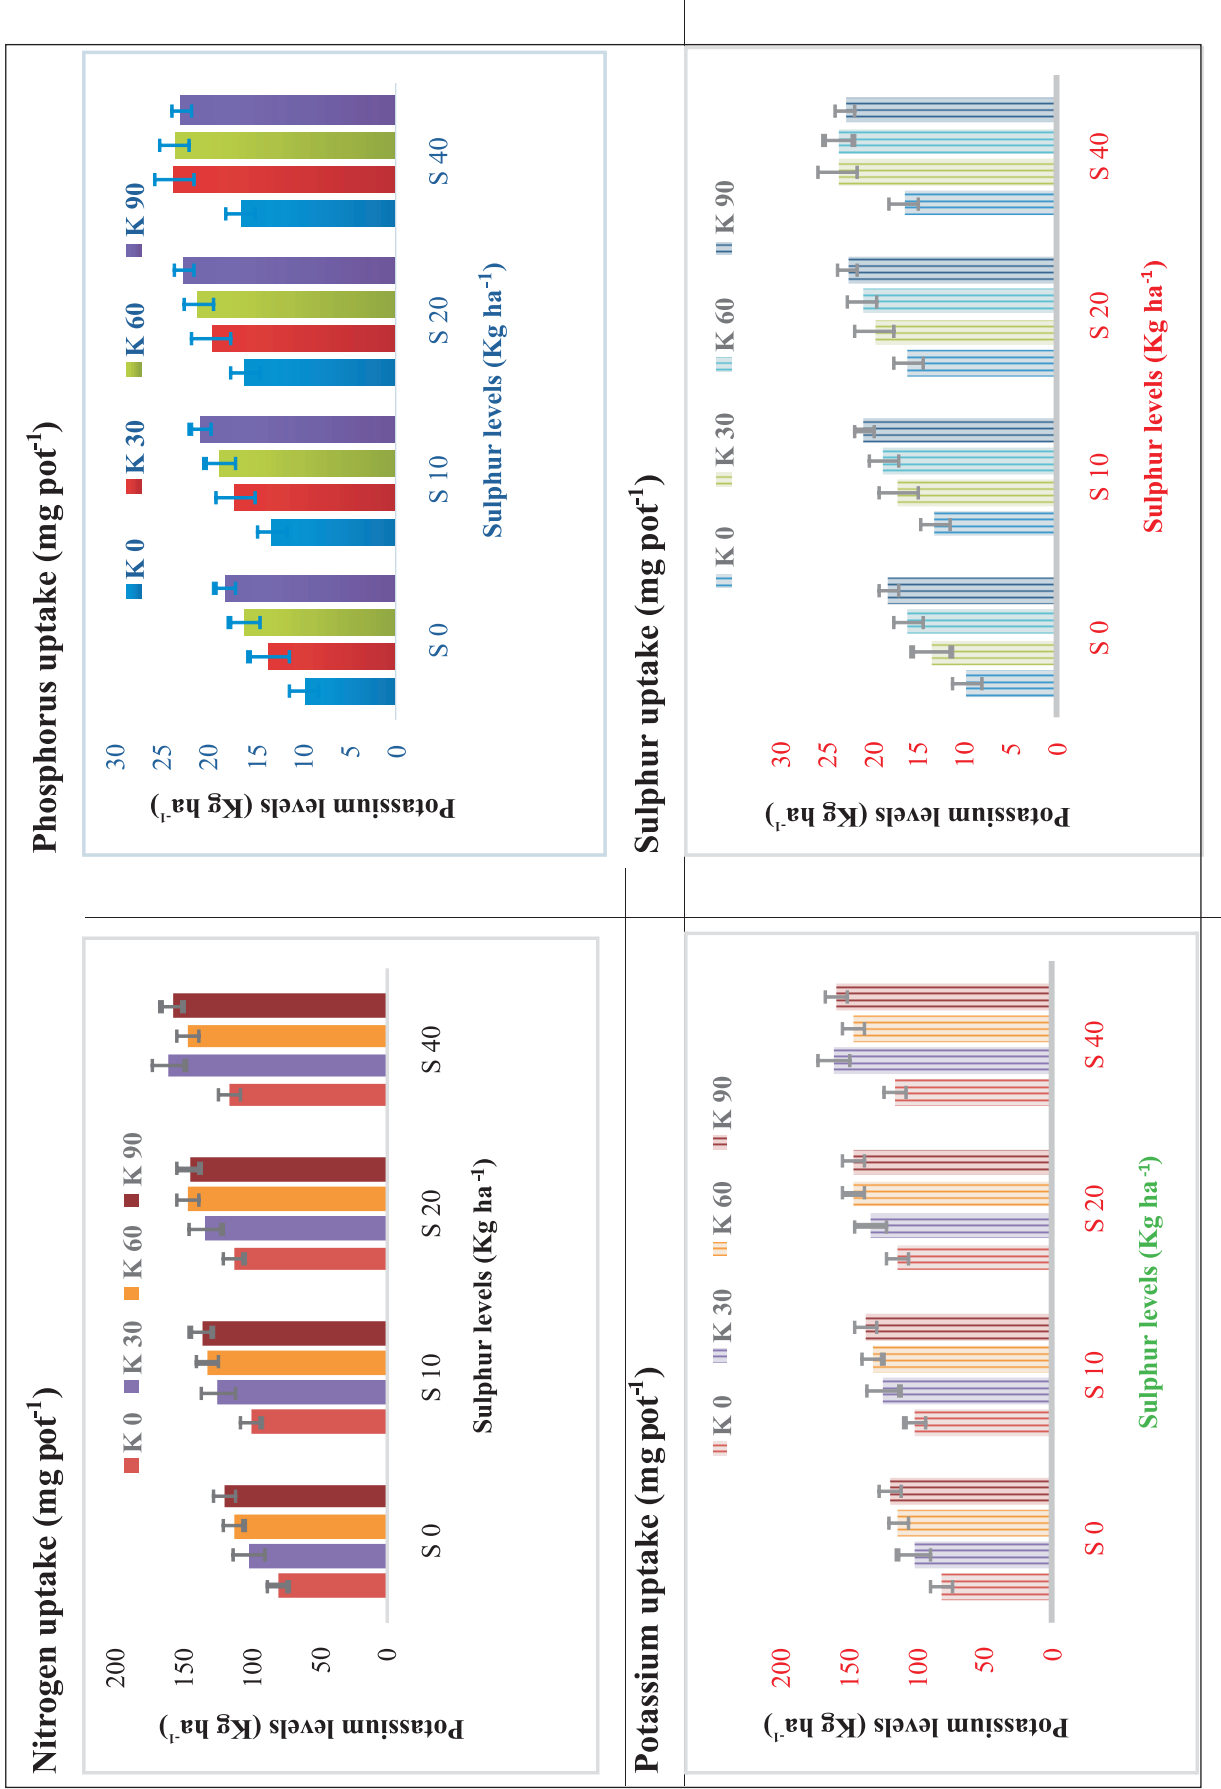 Nitrogen uptake (mg pot-1)
K 0 K 30 K 60 K 90
200
150
100
50
0
Potassium levels (Kg ha-1)
S 0 S 10 S 20 S 40
Sulphur levels (Kg ha-1)
Phosphorus uptake (mg pot-1)
K 0 K 30 K 60 K 90
30
25
20
15
10
5
0
Potassium levels (Kg ha-1)
S 0 S 10 S 20 S 40
Sulphur levels (Kg ha-1)
Potassium uptake (mg pot-1)
K 0 K 30 K 60 K 90
200
150
100
50
0
Potassium levels (Kg ha-1)
S 0 S 10 S 20 S 40
Sulphur levels (Kg ha-1)
Sulphur uptake (mg pot-1)
K 0 K 30 K 60 K 90
30
25
20
15
10
5
0
Potassium levels (Kg ha-1)
S 0 S 10 S 20 S 40
Sulphur levels (Kg ha-1)